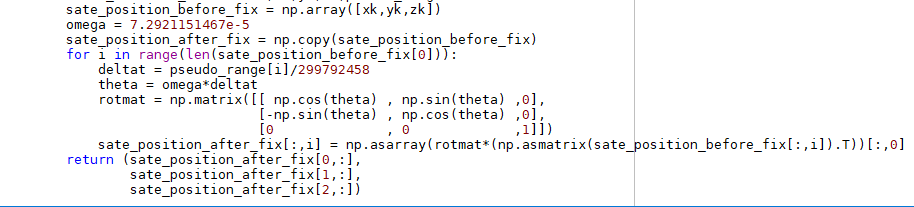 sate_position_before_fix = np.array([xk,yk,zk])
omega = 7.2921151467e-5
sate_position_after_fix = np.copy(sate_position_before_fix)
for i in range(len(sate_position_before_fix[0])):
    deltat = pseudo_range[i]/299792458
    theta = omega*deltat
    rotmat = np.matrix([[ np.cos(theta) , np.sin(theta) ,0],
                        [-np.sin(theta) , np.cos(theta) ,0],
                        [0              , 0             ,1]])
    sate_position_after_fix[:,i] = np.asarray(rotmat*(np.asmatrix(sate_position_before_fix[:,i]).T))[:,0]
return (sate_position_after_fix[0,:],
        sate_position_after_fix[1,:],
        sate_position_after_fix[2,:])